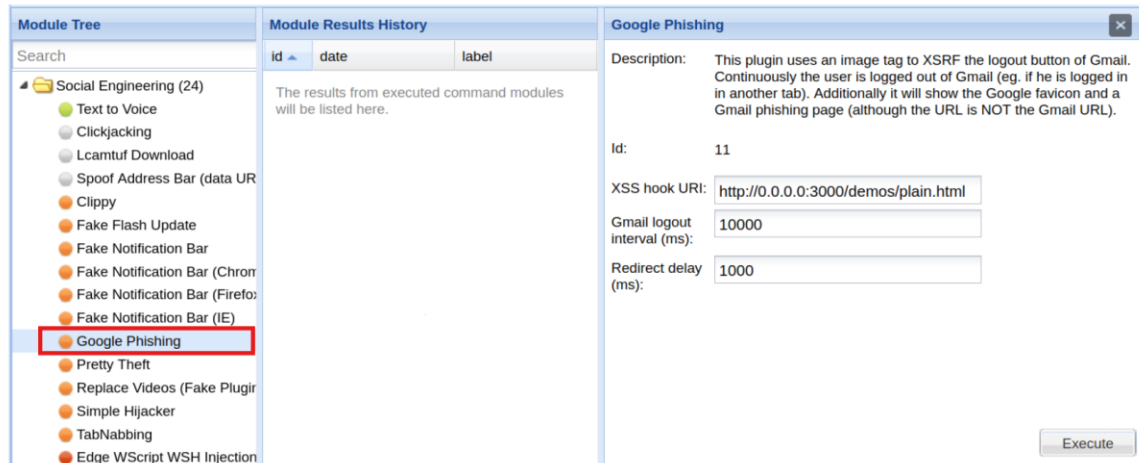 Module Tree
Search
Social Engineering (24)
Text to Voice
Clickjacking
Lcamtuf Download
Spoof Address Bar (data UR
Clippy
Fake Flash Update
Fake Notification Bar
Fake Notification Bar (Chrom
Fake Notification Bar (Firefox
Fake Notification Bar (IE)
Google Phishing
Pretty Theft
Replace Videos (Fake Plugin
Simple Hijacker
TabNabbing
Edge WScript WSH Injection
Module Results History
id date label
The results from executed command modules
will be listed here.
Google Phishing
Description: This plugin uses an image tag to XSRF the logout button of Gmail.
Continuously the user is logged out of Gmail (eg. if he is logged in
in another tab). Additionally it will show the Google favicon and a
Gmail phishing page (although the URL is NOT the Gmail URL).
Id: 11
XSS hook URI: http://0.0.0.0:3000/demos/plain.html
Gmail logout
interval (ms): 10000
Redirect delay
(ms): 1000
Execute